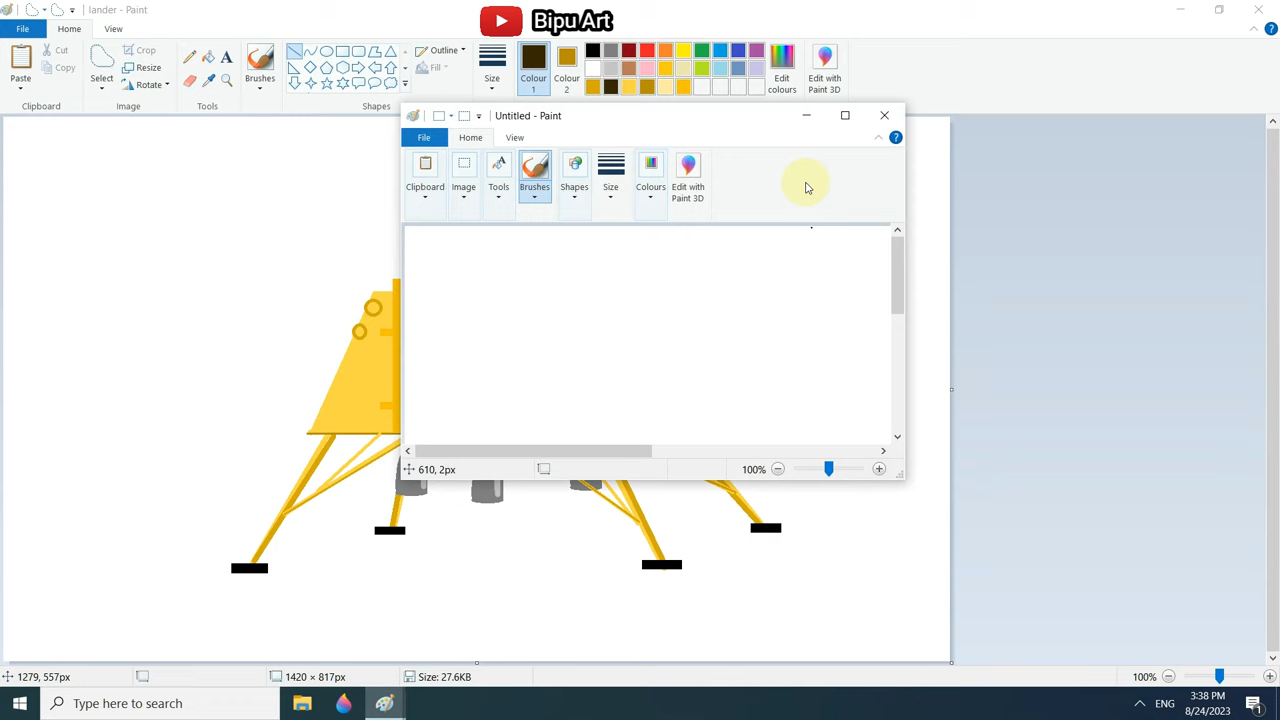 lander - Paint
Bipu Art
File Home View
Paste
Cut
Copy
Clipboard
Select
Crop
Resize
Rotate
Image
Tools
Brushes
Shapes
Outline
Fill
Size
Colour 1
Colour 2
Edit colours
Edit with Paint 3D
Untitled - Paint
File Home View
Clipboard
Image
Tools
Brushes
Shapes
Size
Colours
Edit with Paint 3D
610, 2px
100%
1279, 557px
1420 × 817px
Size: 27.6KB
100%
Type here to search
ENG
3:38 PM
8/24/2023
1